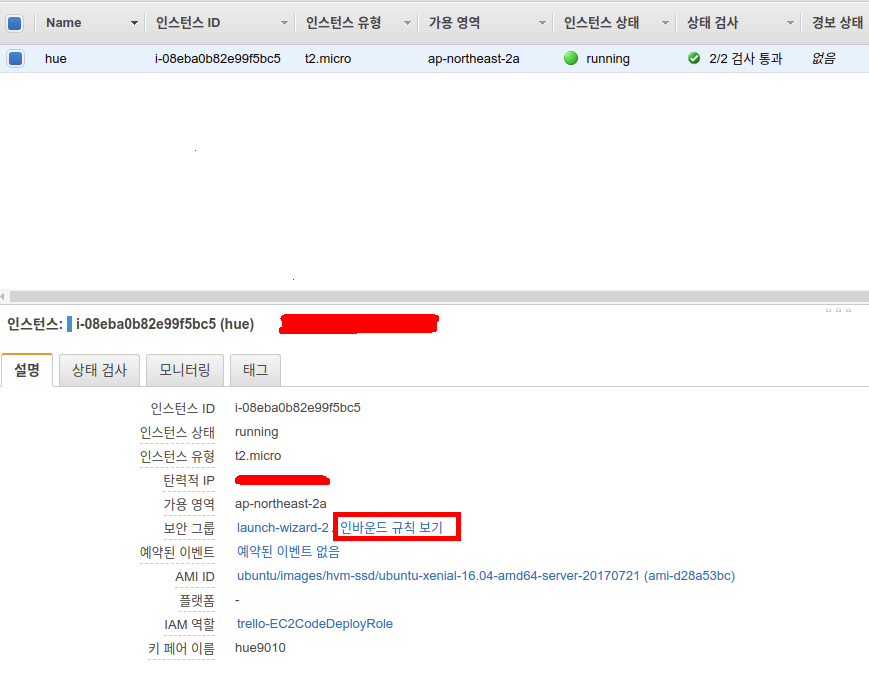 Name 인스턴스 ID 인스턴스 유형 가용 영역 인스턴스 상태 상태 검사 경보 상태
hue i-08eba0b82e99f5bc5 t2.micro ap-northeast-2a running 2/2 검사 통과 없음
인스턴스: i-08eba0b82e99f5bc5 (hue)
설명 상태 검사 모니터링 태그
인스턴스 ID i-08eba0b82e99f5bc5
인스턴스 상태 running
인스턴스 유형 t2.micro
탄력적 IP
가용 영역 ap-northeast-2a
보안 그룹 launch-wizard-2. 인바운드 규칙 보기
예약된 이벤트 예약된 이벤트 없음
AMI ID ubuntu/images/hvm-ssd/ubuntu-xenial-16.04-amd64-server-20170721 (ami-d28a53bc)
플랫폼 -
IAM 역할 trello-EC2CodeDeployRole
키 페어 이름 hue9010